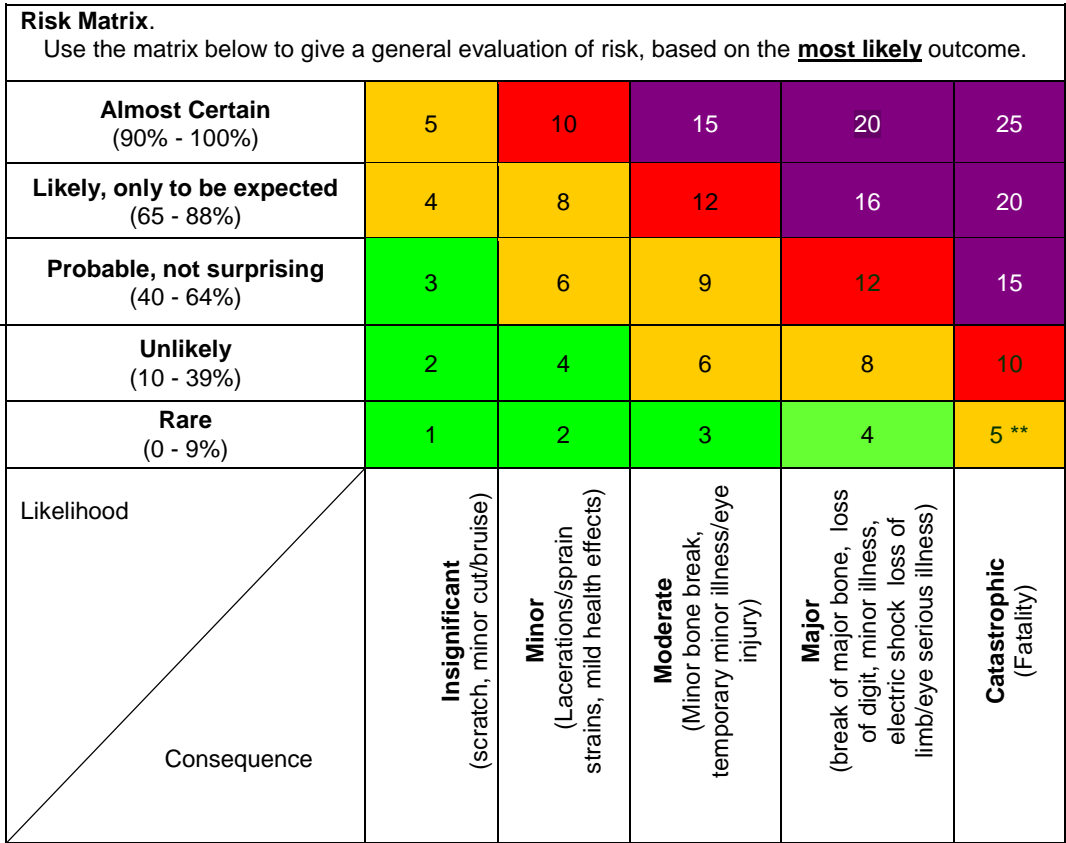 Risk Matrix.
Use the matrix below to give a general evaluation of risk, based on the most likely outcome.
Almost Certain
(90% - 100%)
5
10
15
20
25
Likely, only to be expected
(65 - 88%)
4
8
12
16
20
Probable, not surprising
(40 - 64%)
3
6
9
12
15
Unlikely
(10 - 39%)
2
4
6
8
10
Rare
(0 - 9%)
1
2
3
4
5 **
Likelihood
Consequence
Insignificant
(scratch, minor cut/bruise)
Minor
(Lacerations/sprain
strains, mild health effects)
Moderate
(Minor bone break,
temporary minor illness/eye
injury)
Major
(break of major bone, loss
of digit, minor illness,
electric shock loss of
limb/eye serious illness)
Catastrophic
(Fatality)